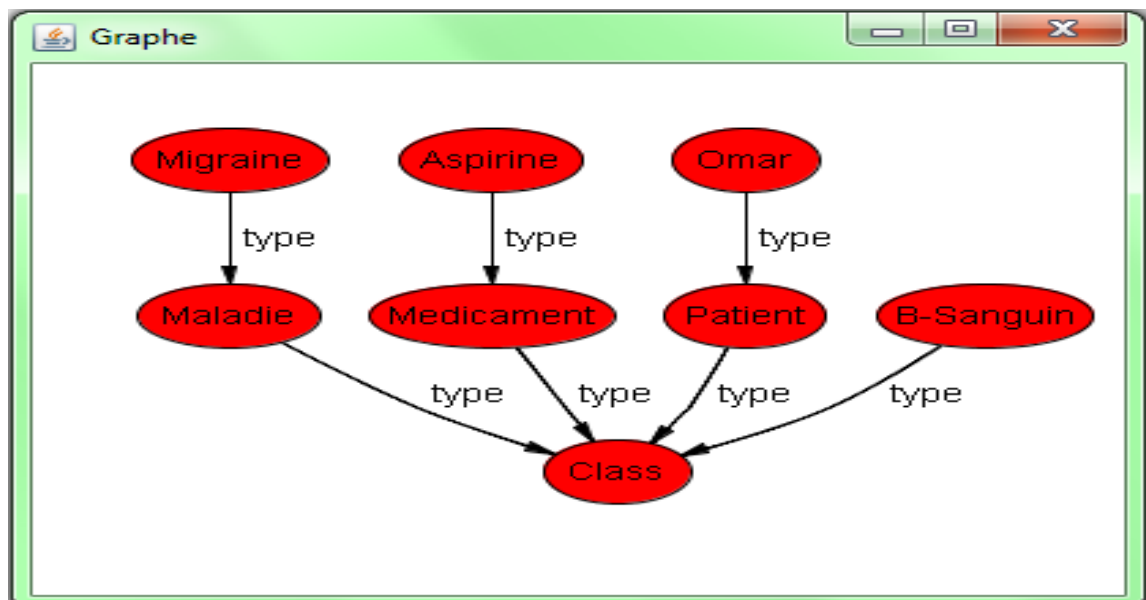 Graphe
Migraine Aspirine Omar
type type type
Maladie Medicament Patient B-Sanguin
type type type type
Class